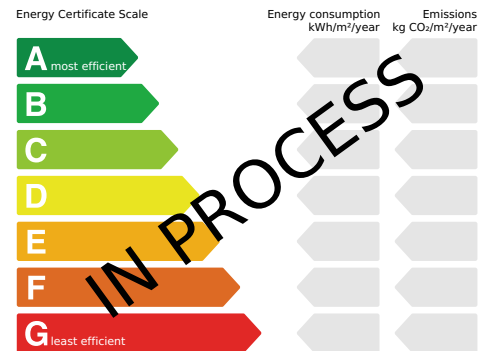 Energy Certificate Scale
Energy consumption
kWh/m²/year
Emissions
kg CO₂/m²/year
A most efficient
B
C
D
E
F
G least efficient
IN PROCESS